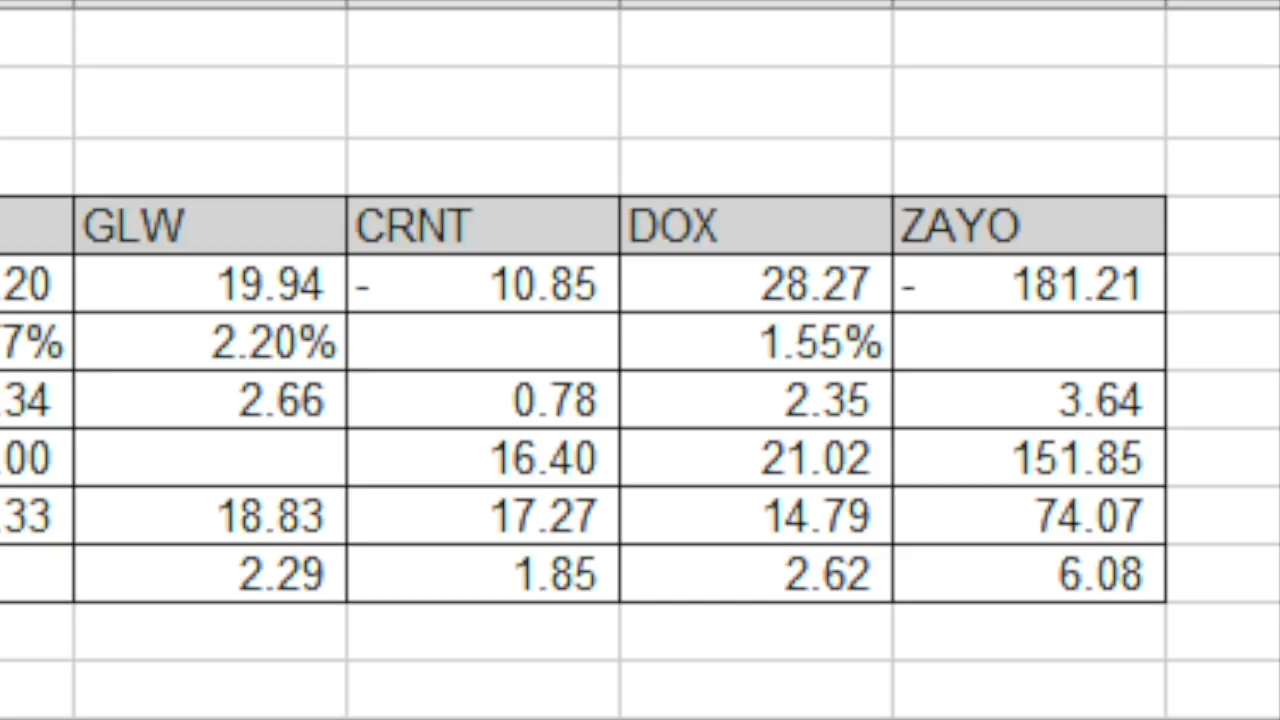 GLW CRNT DOX ZAYO
.20 19.94 - 10.85 28.27 - 181.21
7% 2.20% 1.55%
.34 2.66 0.78 2.35 3.64
.00 16.40 21.02 151.85
.33 18.83 17.27 14.79 74.07
2.29 1.85 2.62 6.08